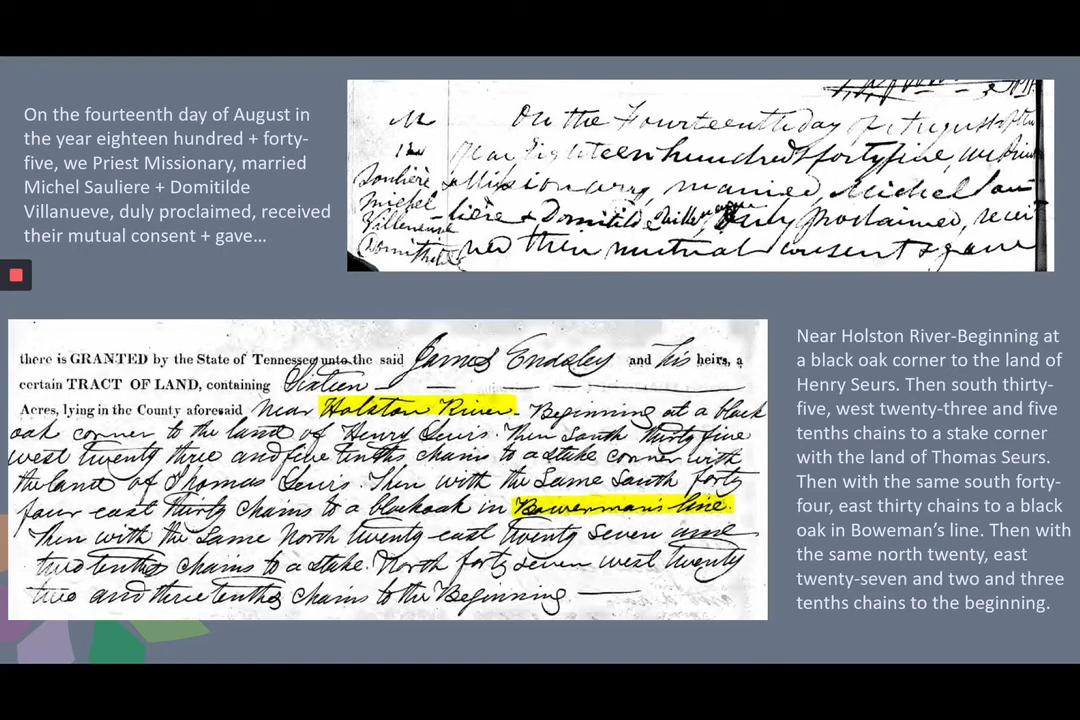 On the fourteenth day of August in
the year eighteen hundred + forty-
five, we Priest Missionary, married
Michel Sauliere + Domitilde
Villanueve, duly proclaimed, received
their mutual consent + gave…
M
On the Fourteenth day of August
year Eighteen hundred & forty five, we
Soulière
Missionary, married, Michel Sou
Michel
lière & Domitild duly proclaimed, recei
Villeneuve
ved their mutual consent & gave
there is GRANTED by the State of Tennessee unto the said James Endsley and his heirs, a
certain TRACT OF LAND, containing Sixteen
Acres, lying in the County aforesaid Near Holston River. Beginning at a black
oak corner to the land of Henry Seurs. Then South thirty five
west twenty three and five tenths chains to a stake corner with
the land of Thomas Seurs. Then with the Same South forty
four east thirty chains to a blackoak in Bowerman's line.
Then with the Same North twenty east twenty seven and
two tenths chains to a stake. North forty seven west twenty
two and three tenths chains to the Beginning.
Near Holston River-Beginning at
a black oak corner to the land of
Henry Seurs. Then south thirty-
five, west twenty-three and five
tenths chains to a stake corner
with the land of Thomas Seurs.
Then with the same south forty-
four, east thirty chains to a black
oak in Boweman’s line. Then with
the same north twenty, east
twenty-seven and two and three
tenths chains to the beginning.